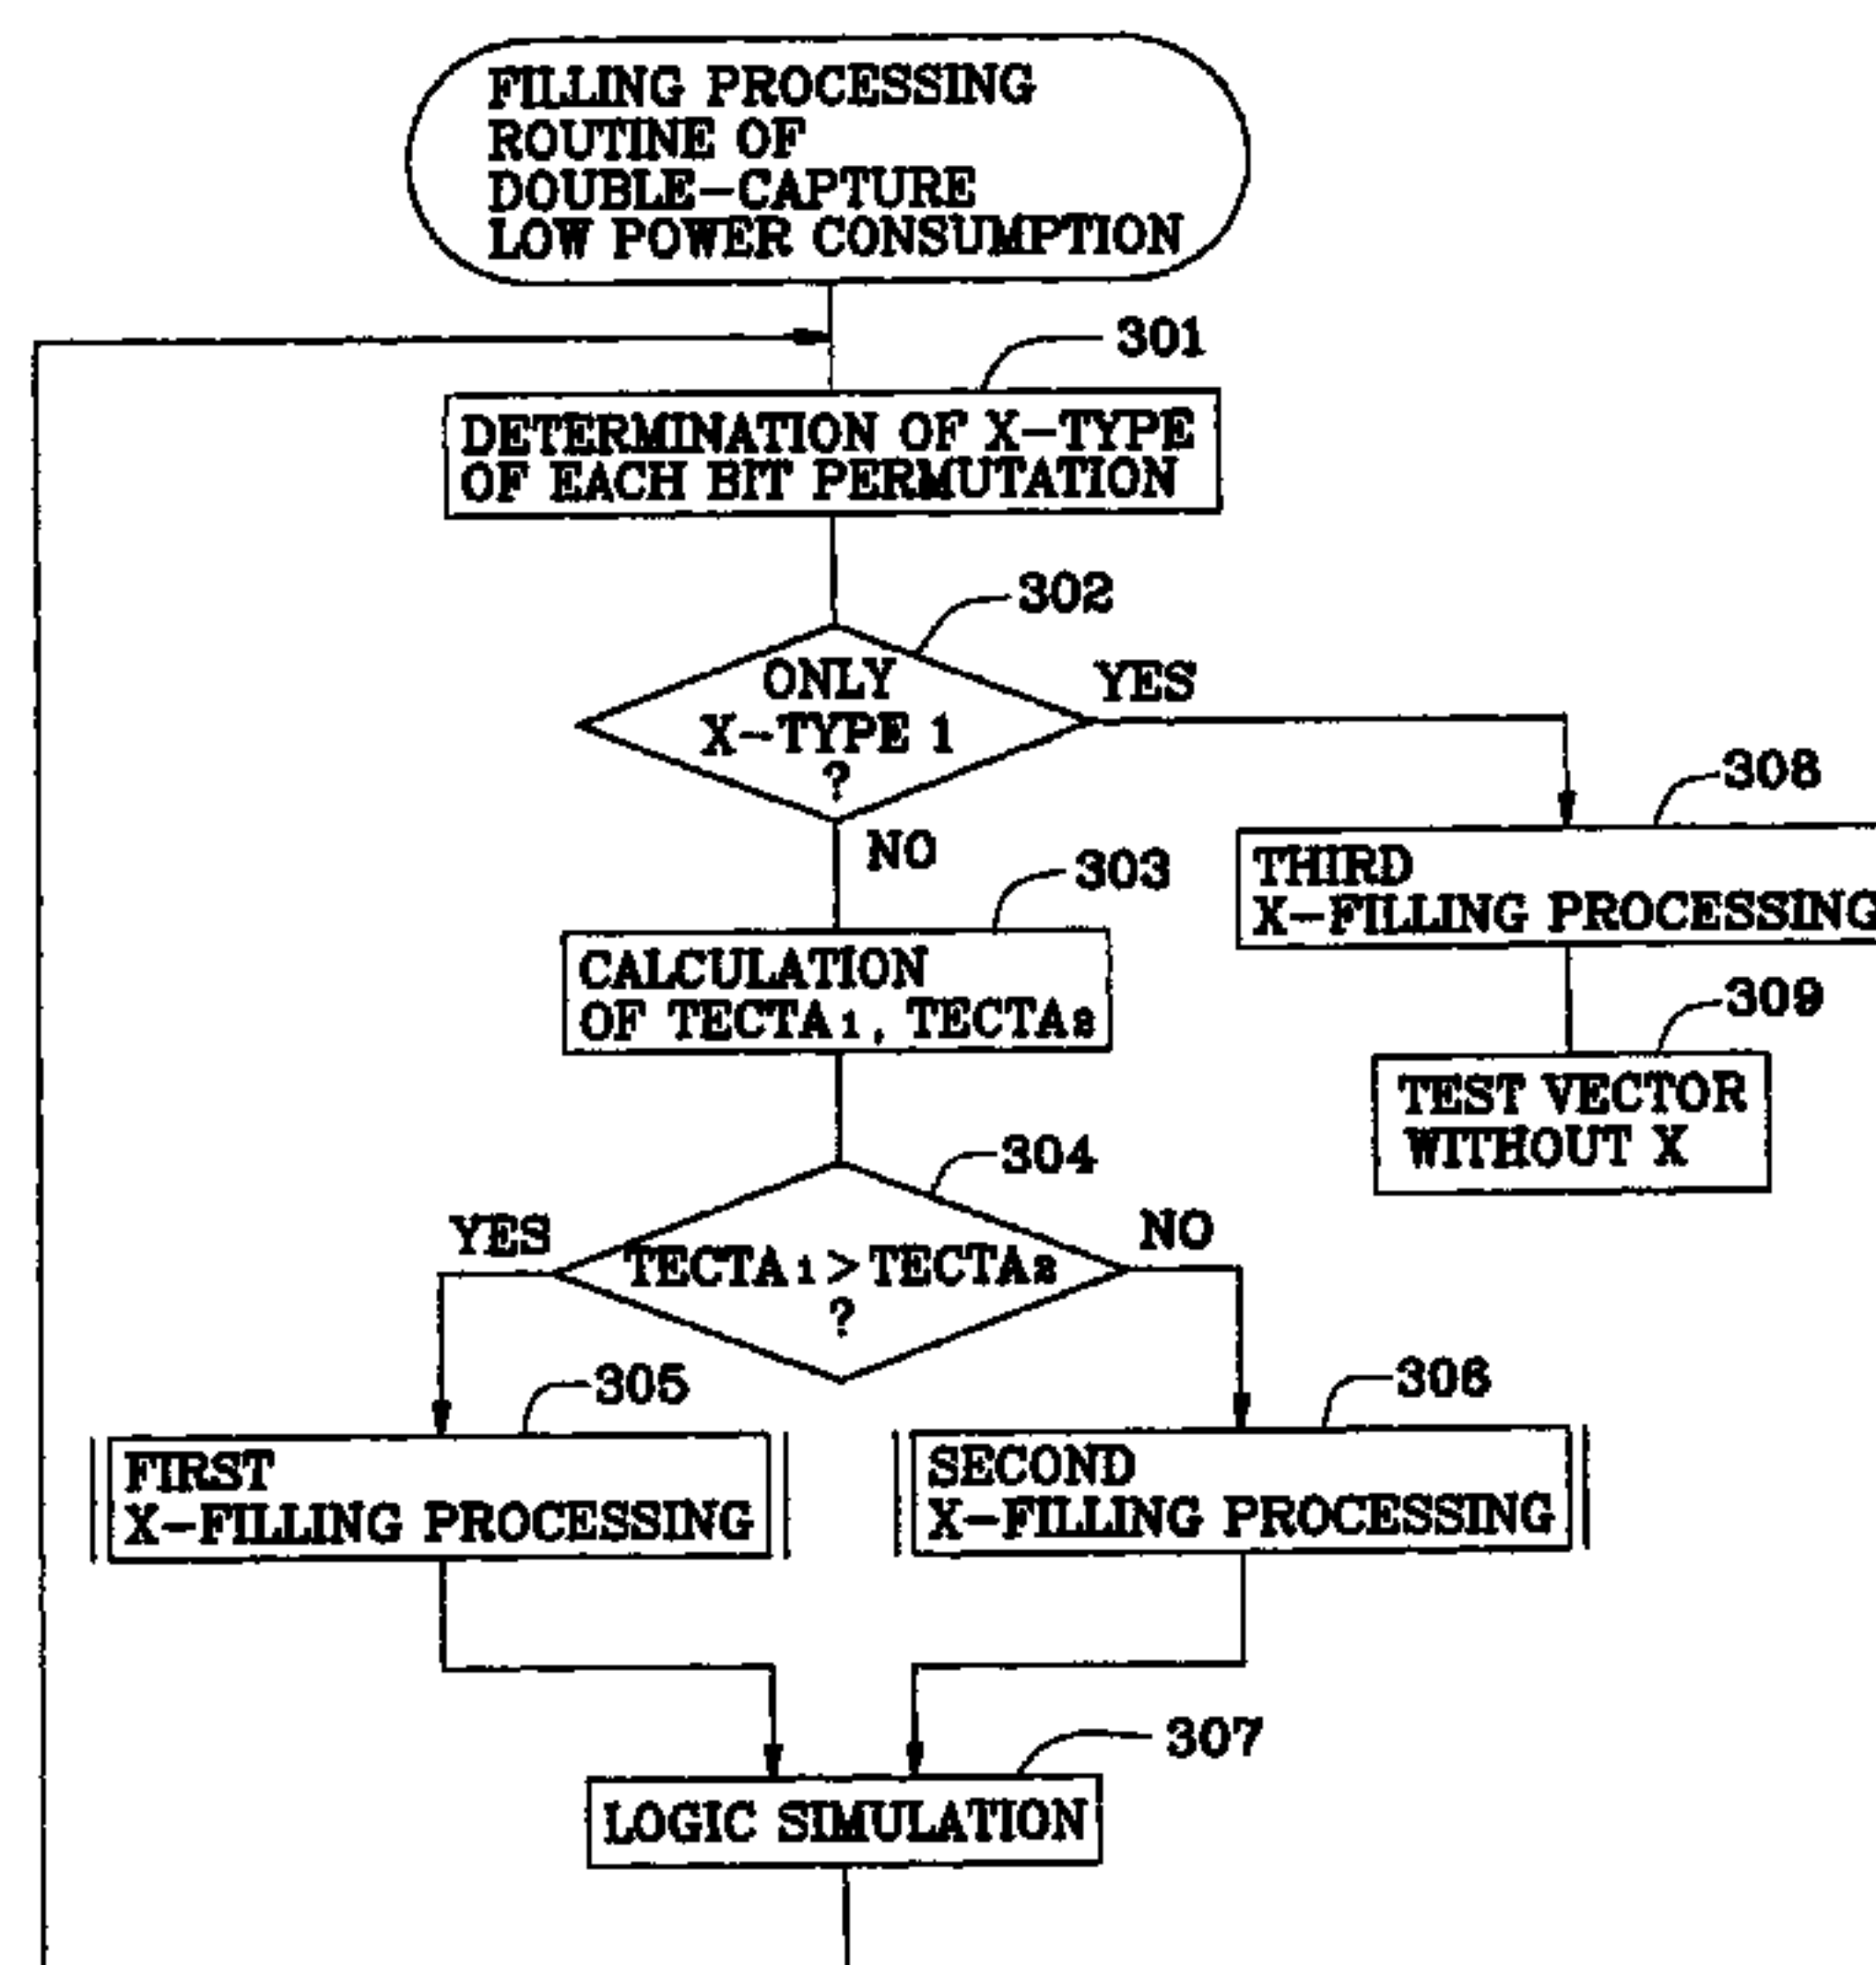 FILLING PROCESSING
ROUTINE OF
DOUBLE-CAPTURE
LOW POWER CONSUMPTION
301
DETERMINATION OF X-TYPE
OF EACH BIT PERMUTATION
302
ONLY
X-TYPE 1
?
YES
NO
308
THIRD
X-FILLING PROCESSING
303
CALCULATION
OF TECTA1, TECTA2
309
TEST VECTOR
WITHOUT X
304
YES
TECTA1>TECTA2
?
NO
305
FIRST
X-FILLING PROCESSING
306
SECOND
X-FILLING PROCESSING
307
LOGIC SIMULATION